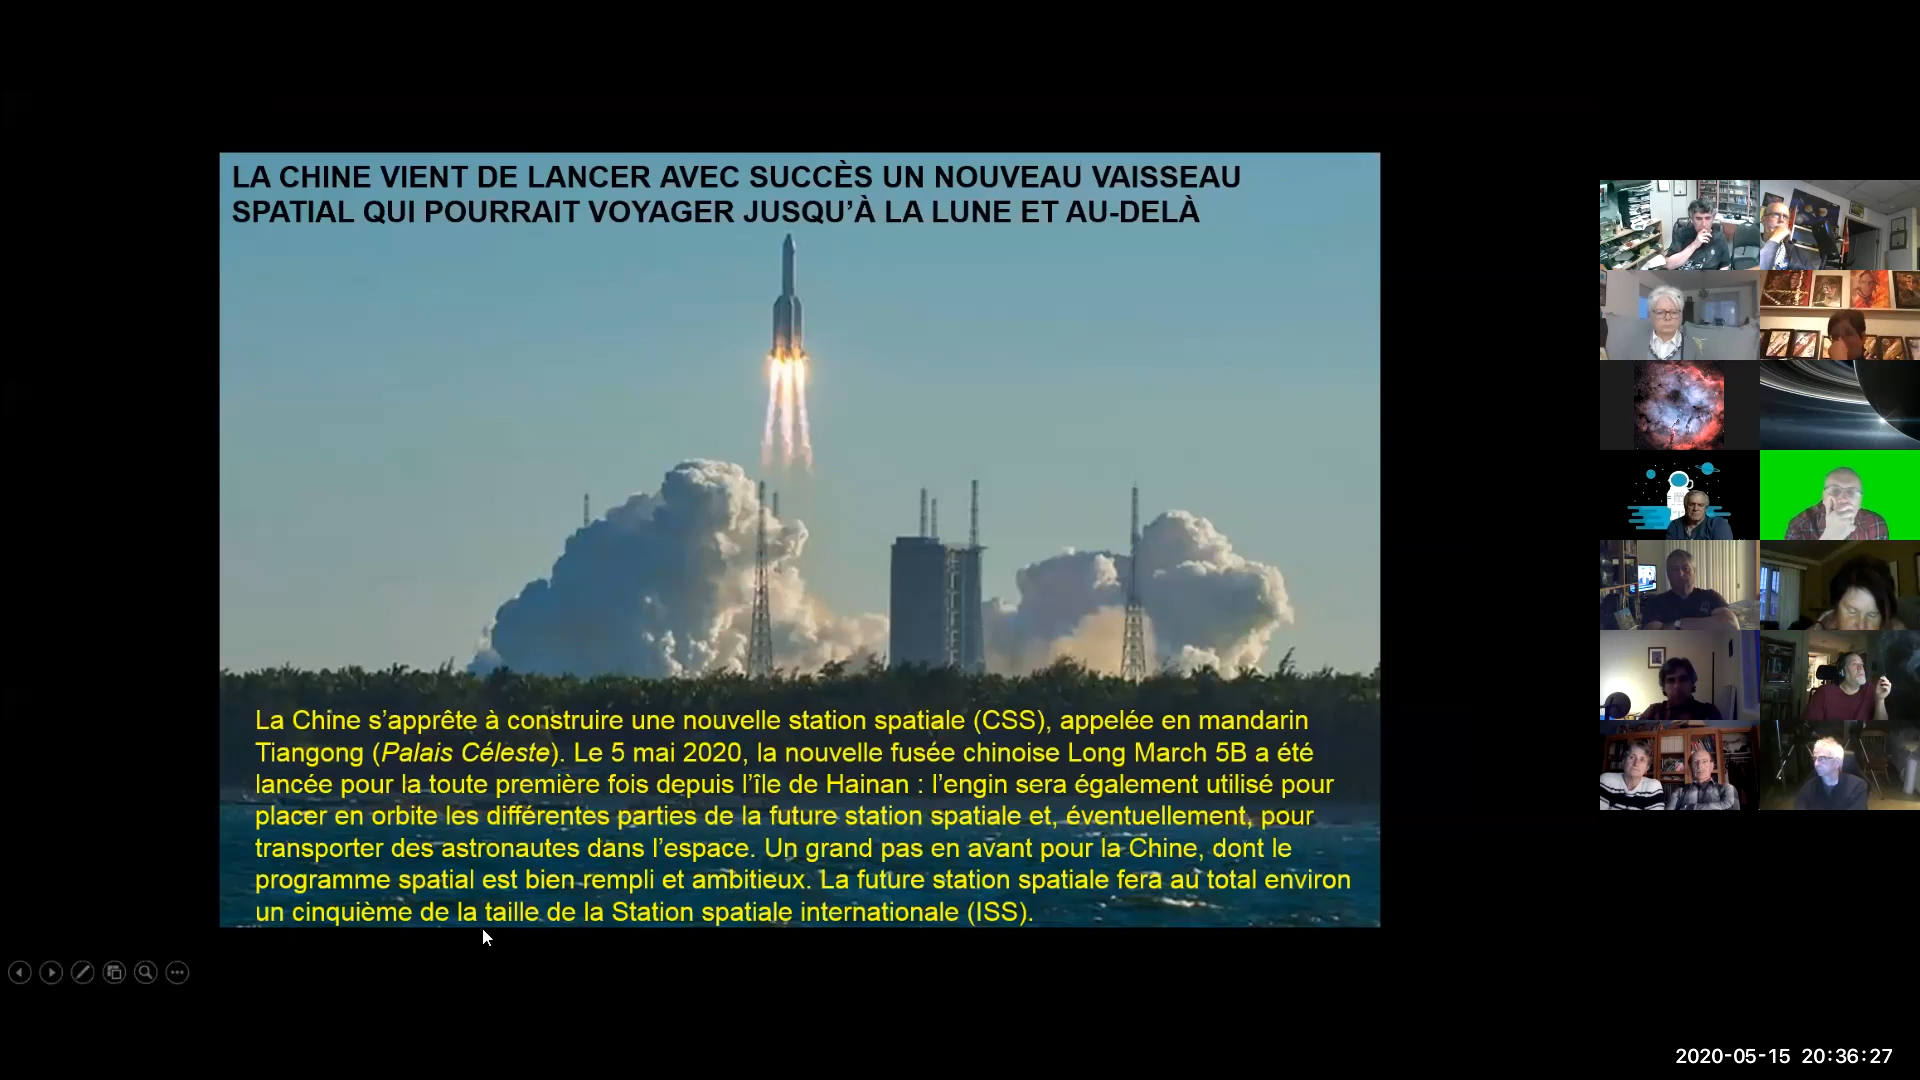 LA CHINE VIENT DE LANCER AVEC SUCCÈS UN NOUVEAU VAISSEAU
SPATIAL QUI POURRAIT VOYAGER JUSQU’À LA LUNE ET AU-DELÀ
La Chine s’apprête à construire une nouvelle station spatiale (CSS), appelée en mandarin
Tiangong (Palais Céleste). Le 5 mai 2020, la nouvelle fusée chinoise Long March 5B a été
lancée pour la toute première fois depuis l’île de Hainan : l’engin sera également utilisé pour
placer en orbite les différentes parties de la future station spatiale et, éventuellement, pour
transporter des astronautes dans l’espace. Un grand pas en avant pour la Chine, dont le
programme spatial est bien rempli et ambitieux. La future station spatiale fera au total environ
un cinquième de la taille de la Station spatiale internationale (ISS).
2020-05-15 20:36:27